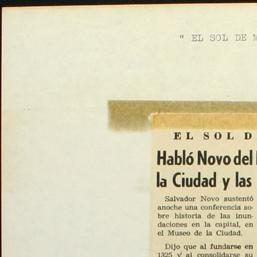 " EL SOL DE M
EL SOL D
Habló Novo del
la Ciudad y las
Salvador Novo sustentó
anoche una conferencia so-
bre historia de las inun-
daciones en la capital, en
el Museo de la Ciudad.
Dijo que al fundarse en
1325 y al consolidarse su